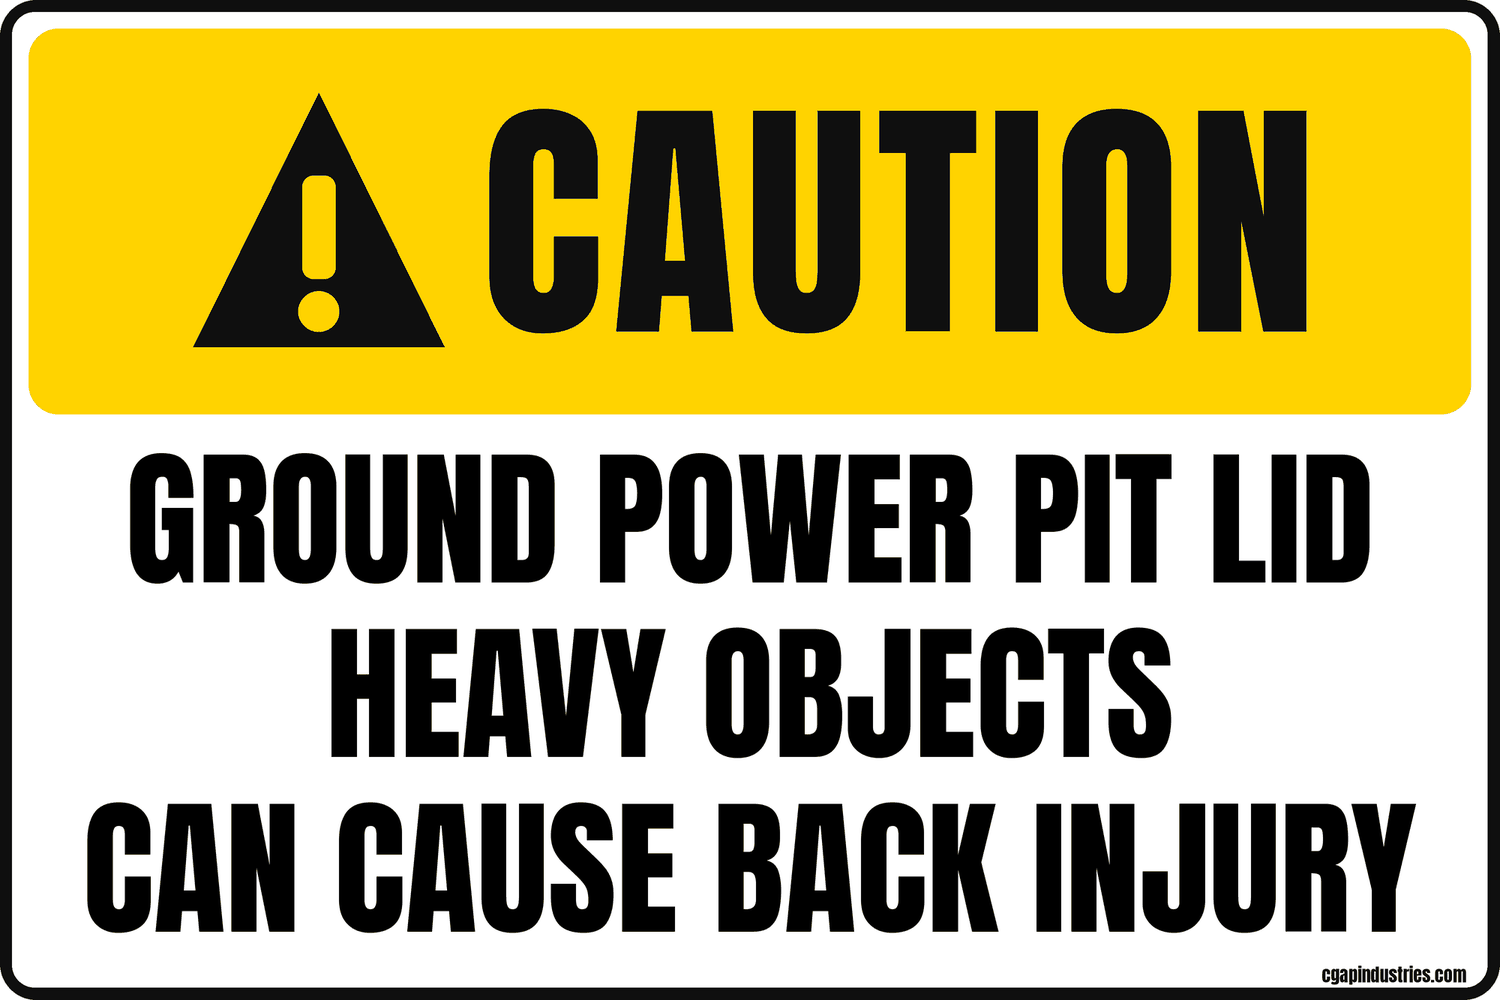 CAUTION
GROUND POWER PIT LID
HEAVY OBJECTS
CAN CAUSE BACK INJURY
cgapindustries.com